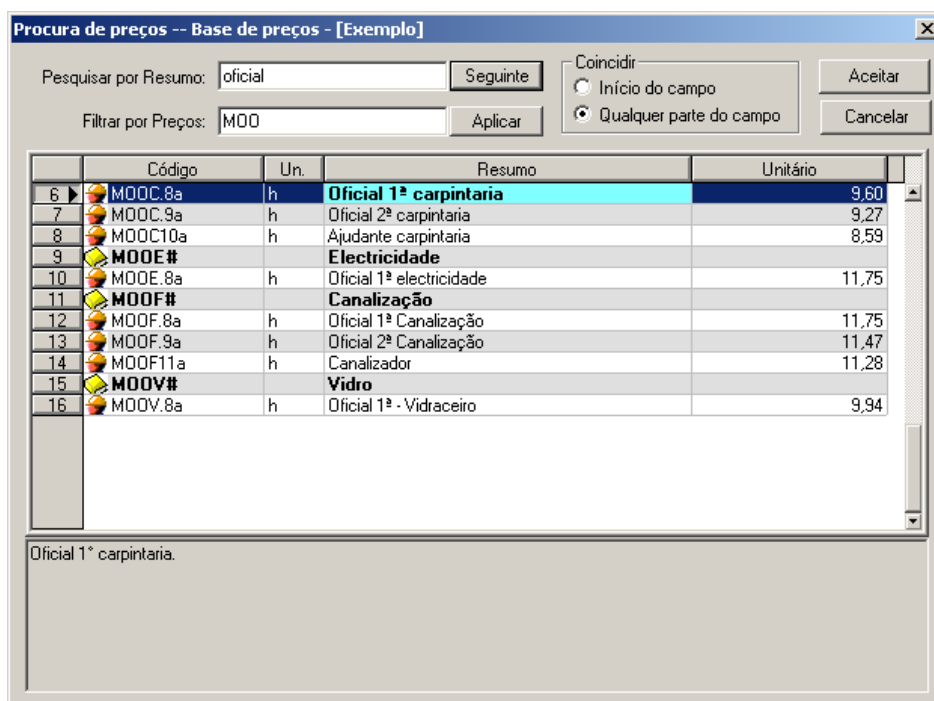 Procura de preços -- Base de preços - [Exemplo]
Pesquisar por Resumo: oficial Seguinte
Filtrar por Preços: MOO Aplicar
Coincidir
Início do campo
Qualquer parte do campo
Aceitar
Cancelar
Código Un. Resumo Unitário
6 MOOC.8a h Oficial 1ª carpintaria 9,60
7 MOOC.9a h Oficial 2ª carpintaria 9,27
8 MOOC10a h Ajudante carpintaria 8,59
9 MOOE# Electricidade
10 MOOE.8a h Oficial 1ª electricidade 11,75
11 MOOF# Canalização
12 MOOF.8a h Oficial 1ª Canalização 11,75
13 MOOF.9a h Oficial 2ª Canalização 11,47
14 MOOF11a h Canalizador 11,28
15 MOOV# Vidro
16 MOOV.8a h Oficial 1ª - Vidraceiro 9,94
Oficial 1° carpintaria.